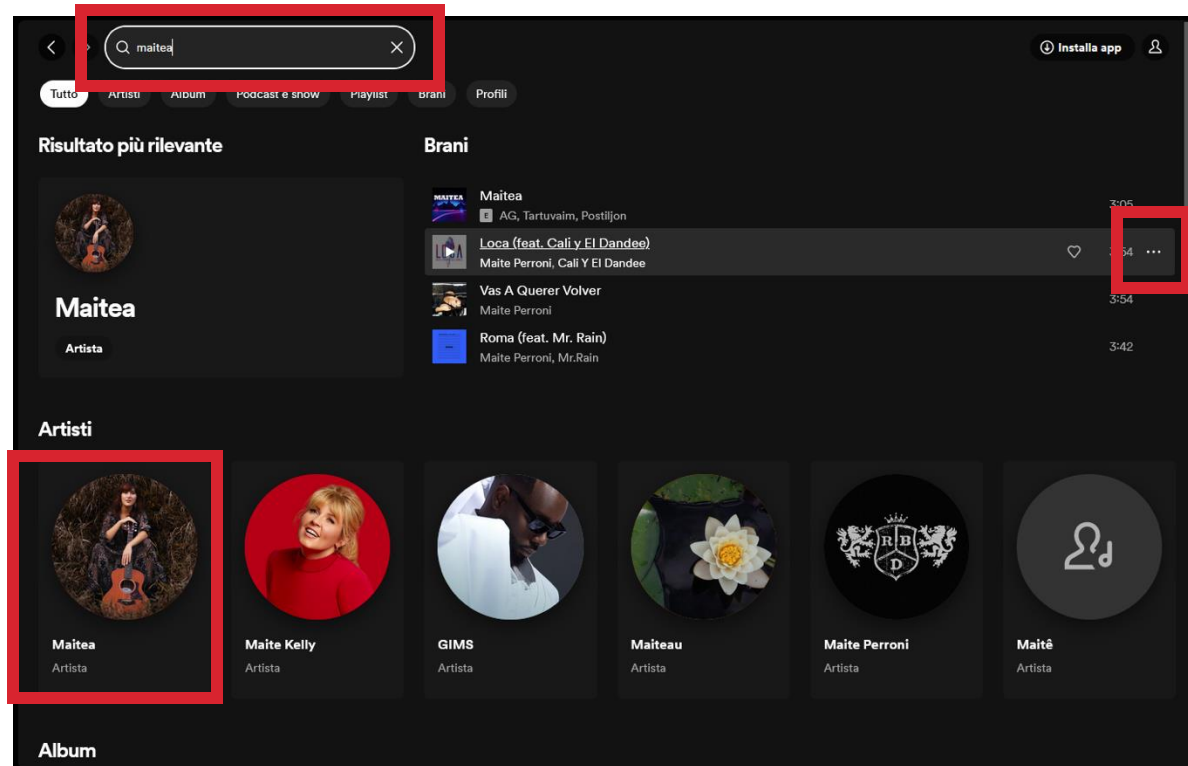 maitea
Installa app
Tutto Artisti Album Podcast e show Playlist Brani Profili
Risultato più rilevante
Maitea
Artista
Brani
MAITEA
Maitea
E AG, Tartuvaim, Postiljon
3:05
Loca (feat. Cali y El Dandee)
Maite Perroni, Cali Y El Dandee
Vas A Querer Volver
Maite Perroni
3:54
Roma (feat. Mr. Rain)
Maite Perroni, Mr.Rain
3:42
Artisti
RBD
Maitea Maite Kelly GIMS Maiteau Maite Perroni Maitê
Artista Artista Artista Artista Artista Artista
Album